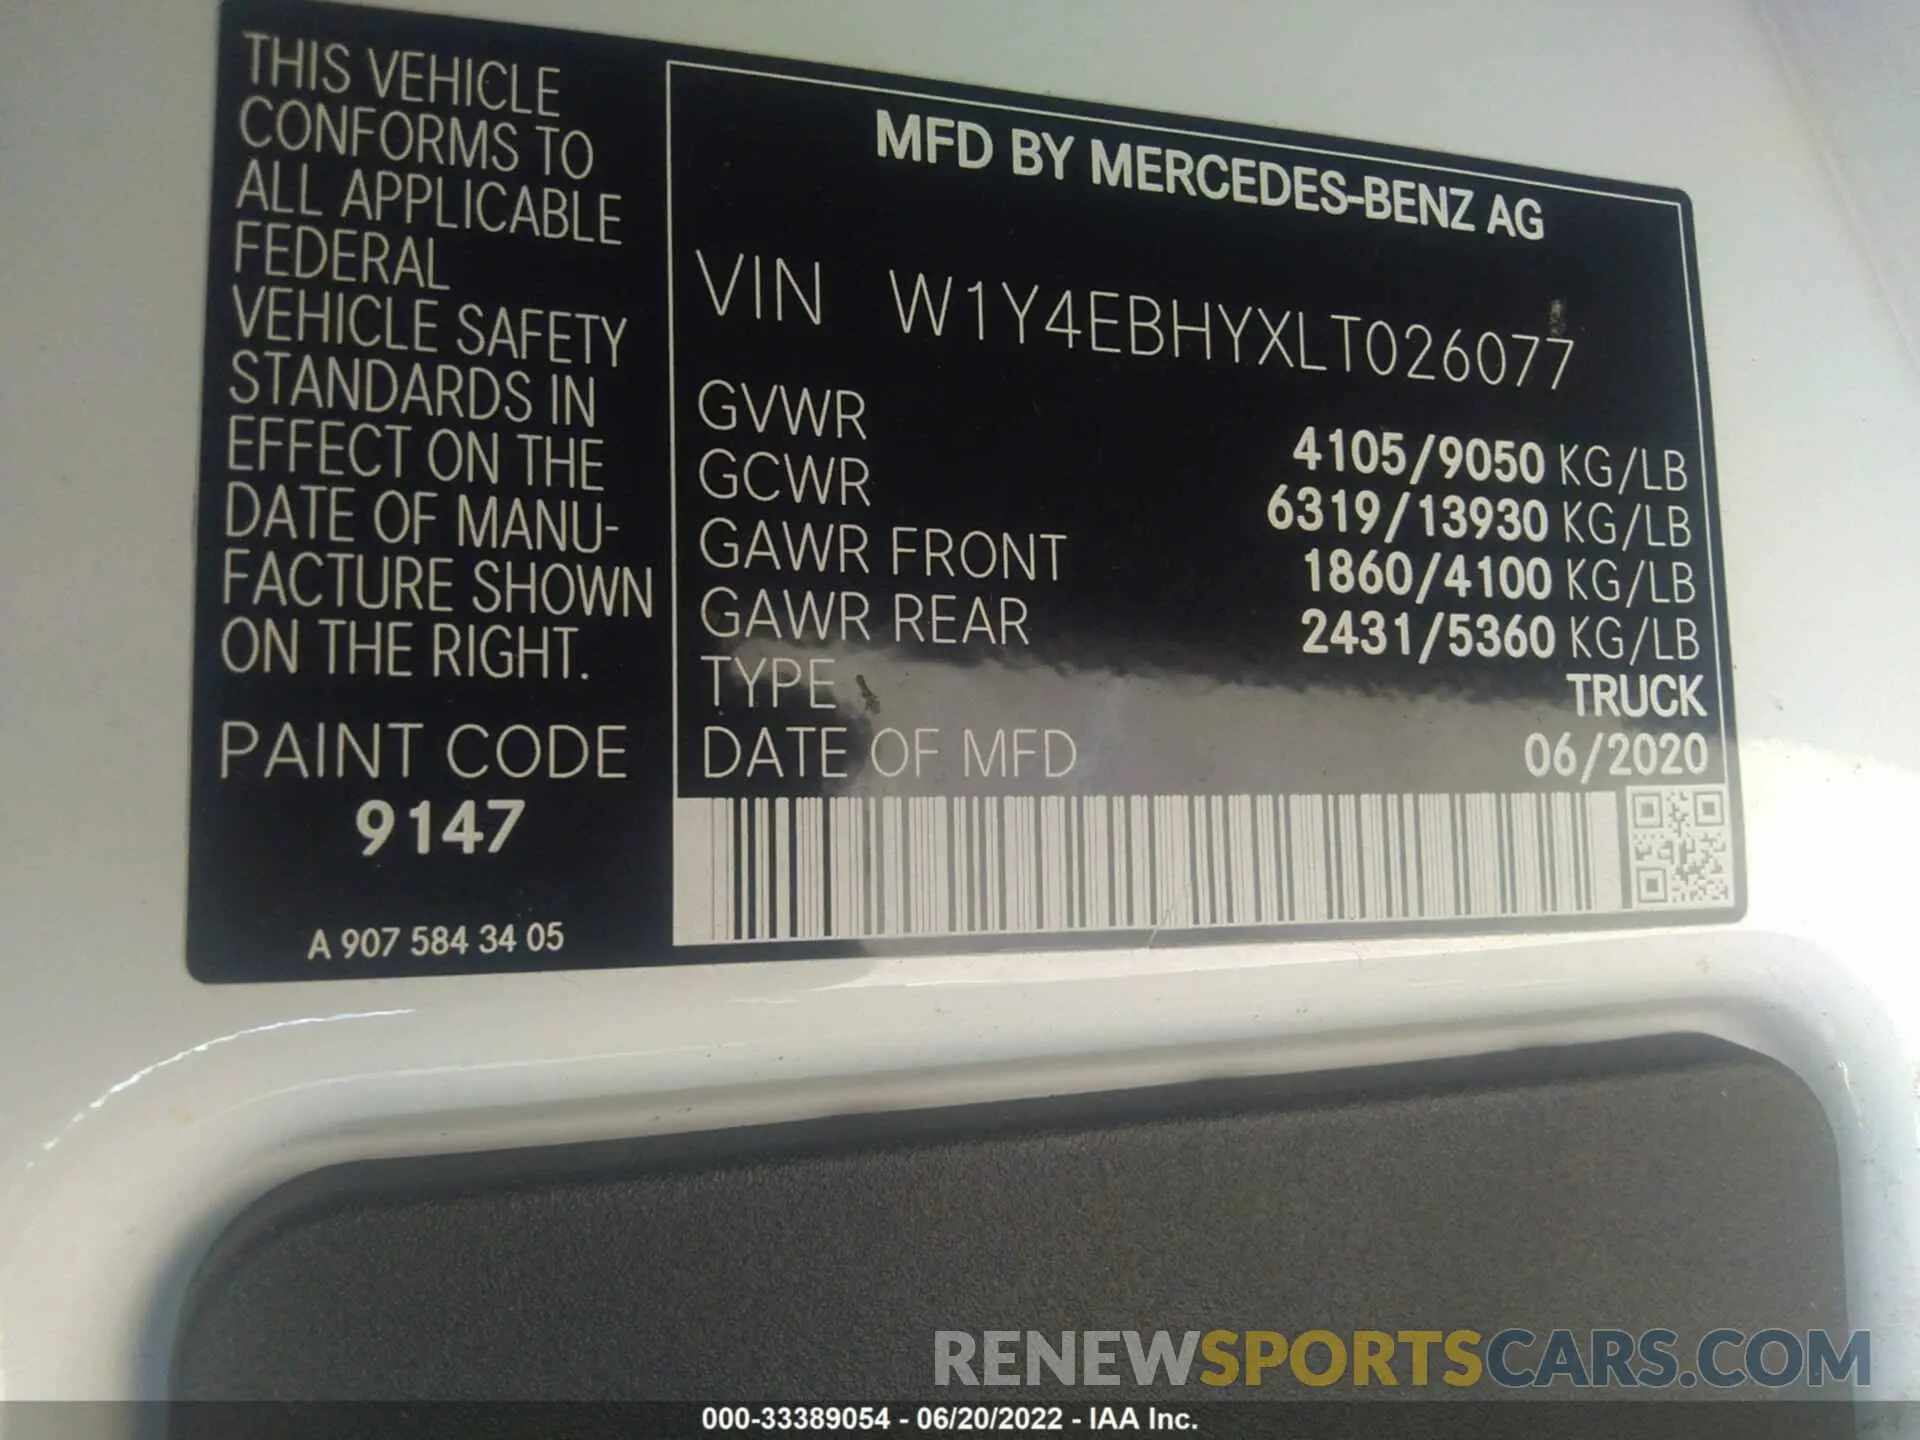 THIS VEHICLE
CONFORMS TO
ALL APPLICABLE
FEDERAL
VEHICLE SAFETY
STANDARDS IN
EFFECT ON THE
DATE OF MANU-
FACTURE SHOWN
ON THE RIGHT.
PAINT CODE
9147
A 907 584 34 05
MFD BY MERCEDES-BENZ AG
VIN W1Y4EBHYXLT026077
GVWR 4105/9050 KG/LB
GCWR 6319/13930 KG/LB
GAWR FRONT 1860/4100 KG/LB
GAWR REAR 2431/5360 KG/LB
TYPE TRUCK
DATE OF MFD 06/2020
RENEWSPORTSCARS.COM
000-33389054 - 06/20/2022 - IAA Inc.